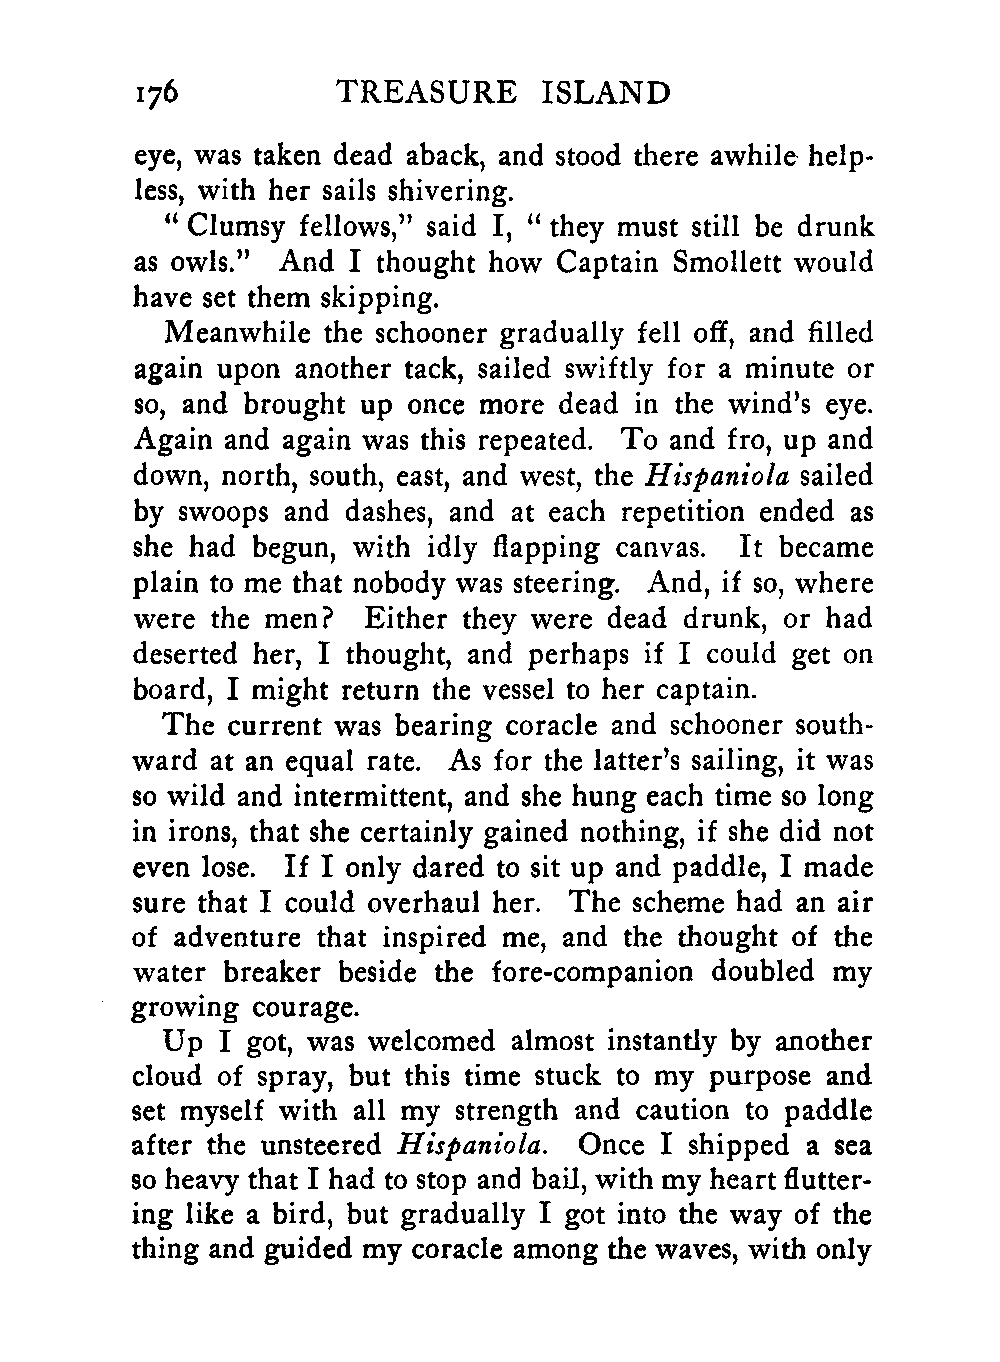 176 TREASURE ISLAND
eye, was taken dead aback, and stood there awhile help-
less, with her sails shivering.
“Clumsy fellows,” said I, “they must still be drunk
as owls.” And I thought how Captain Smollett would
have set them skipping.
Meanwhile the schooner gradually fell off, and filled
again upon another tack, sailed swiftly for a minute or
so, and brought up once more dead in the wind's eye.
Again and again was this repeated. To and fro, up and
down, north, south, east, and west, the Hispaniola sailed
by swoops and dashes, and at each repetition ended as
she had begun, with idly flapping canvas. It became
plain to me that nobody was steering. And, if so, where
were the men? Either they were dead drunk, or had
deserted her, I thought, and perhaps if I could get on
board, I might return the vessel to her captain.
The current was bearing coracle and schooner south-
ward at an equal rate. As for the latter's sailing, it was
so wild and intermittent, and she hung each time so long
in irons, that she certainly gained nothing, if she did not
even lose. If I only dared to sit up and paddle, I made
sure that I could overhaul her. The scheme had an air
of adventure that inspired me, and the thought of the
water breaker beside the fore-companion doubled my
growing courage.
Up I got, was welcomed almost instantly by another
cloud of spray, but this time stuck to my purpose and
set myself with all my strength and caution to paddle
after the unsteered Hispaniola. Once I shipped a sea
so heavy that I had to stop and bail, with my heart flutter-
ing like a bird, but gradually I got into the way of the
thing and guided my coracle among the waves, with only